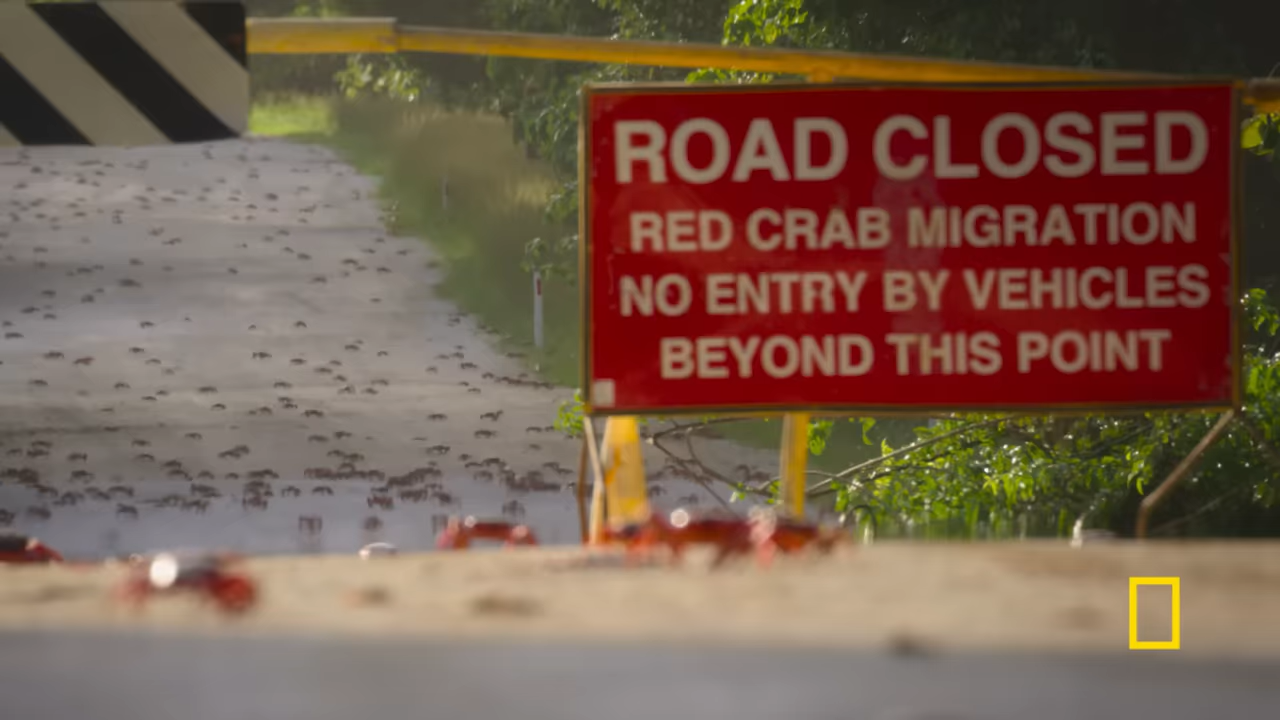 ROAD CLOSED
RED CRAB MIGRATION
NO ENTRY BY VEHICLES
BEYOND THIS POINT